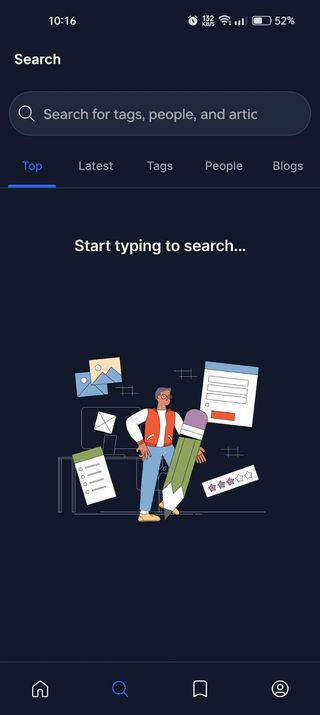 10:16
132
KB/S
52%
Search
Search for tags, people, and artic
Top Latest Tags People Blogs
Start typing to search...